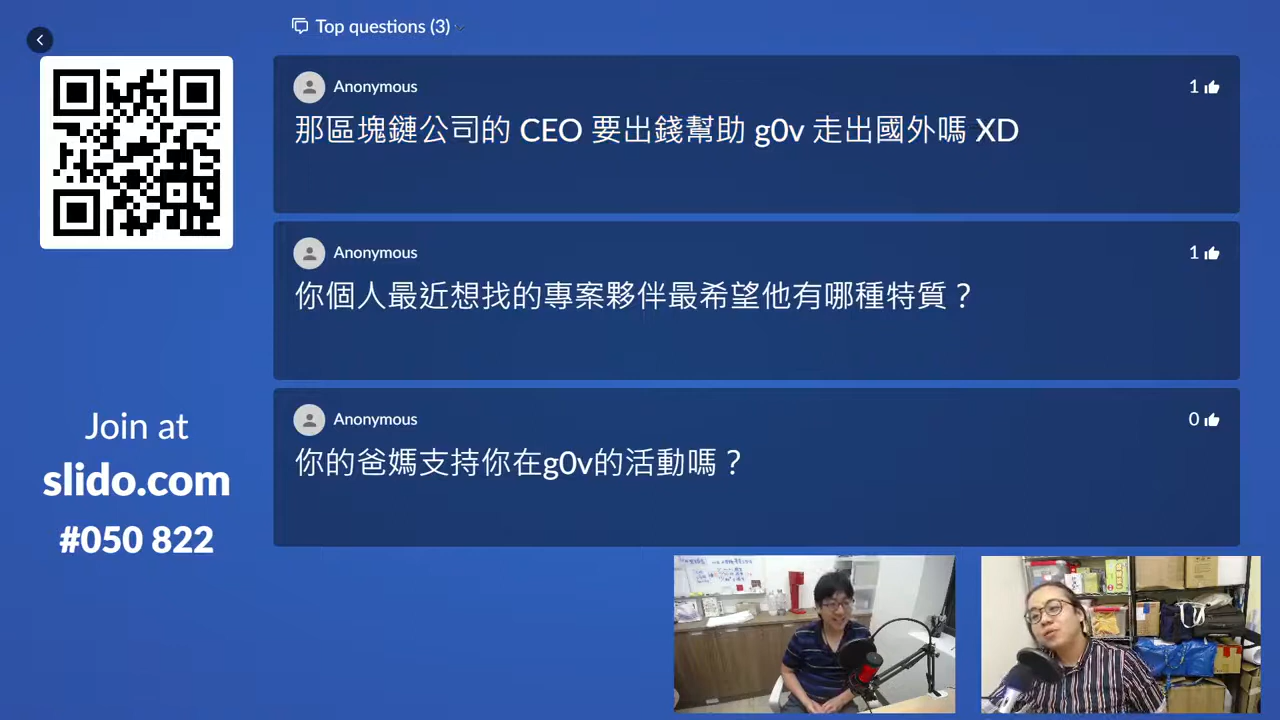 Top questions (3)
Anonymous
1
那區塊鏈公司的 CEO 要出錢幫助 g0v 走出國外嗎 XD
Anonymous
1
你個人最近想找的專案夥伴最希望他有哪種特質？
Anonymous
0
你的爸媽支持你在g0v的活動嗎？
Join at
slido.com
#050 822